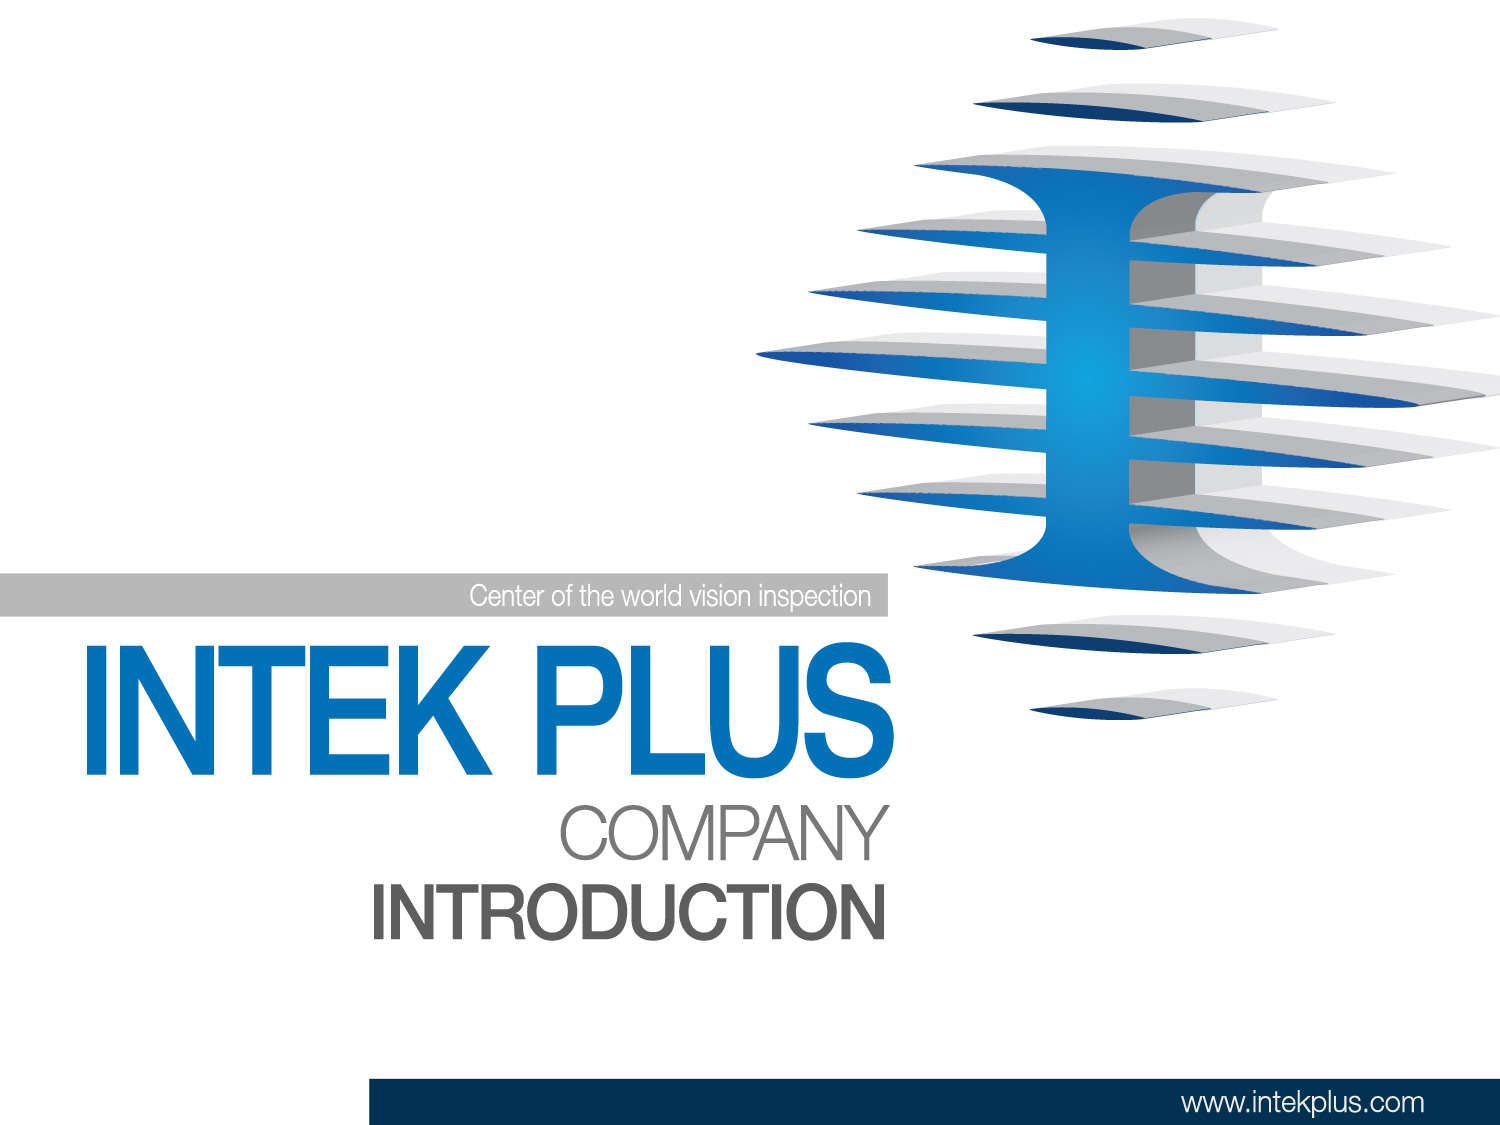 Center of the world vision inspection
INTEK PLUS
COMPANY
INTRODUCTION
www.intekplus.com